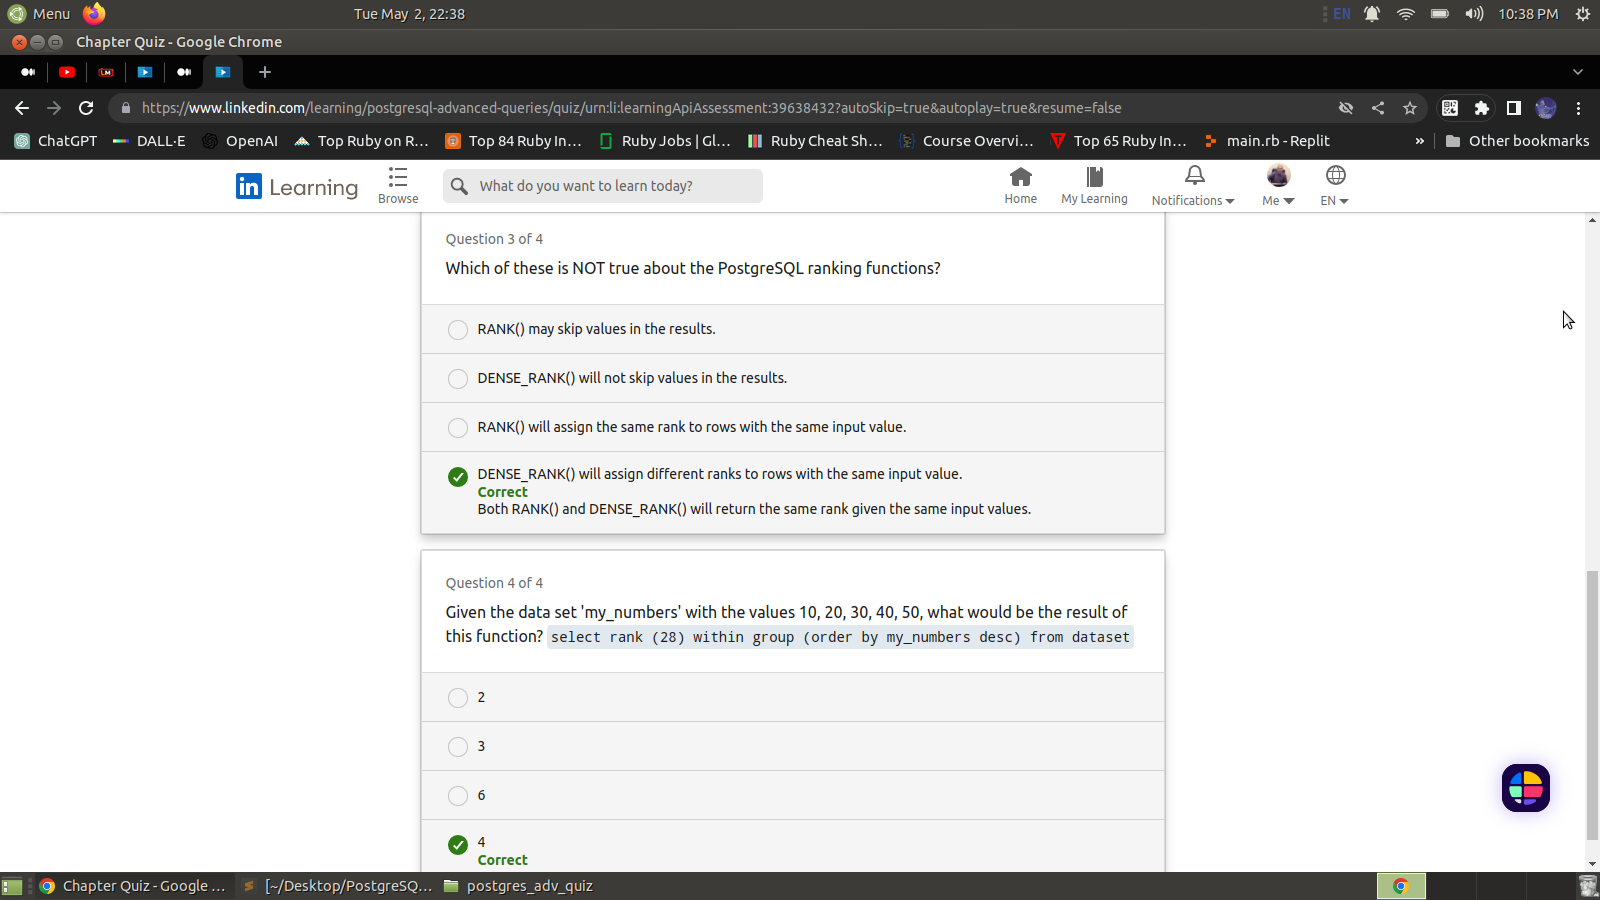 Menu
Tue May 2, 22:38
EN
10:38 PM
Chapter Quiz - Google Chrome
https://www.linkedin.com/learning/postgresql-advanced-queries/quiz/urn:li:learningApiAssessment:39638432?autoSkip=true&autoplay=true&resume=false
ChatGPT
DALL·E
OpenAI
Top Ruby on R...
Top 84 Ruby In...
Ruby Jobs | Gl...
Ruby Cheat Sh...
Course Overvi...
Top 65 Ruby In...
main.rb - Replit
»
Other bookmarks
in Learning
Browse
What do you want to learn today?
Home
My Learning
Notifications
Me
EN
Question 3 of 4
Which of these is NOT true about the PostgreSQL ranking functions?
RANK() may skip values in the results.
DENSE_RANK() will not skip values in the results.
RANK() will assign the same rank to rows with the same input value.
DENSE_RANK() will assign different ranks to rows with the same input value.
Correct
Both RANK() and DENSE_RANK() will return the same rank given the same input values.
Question 4 of 4
Given the data set 'my_numbers' with the values 10, 20, 30, 40, 50, what would be the result of
this function? select rank (28) within group (order by my_numbers desc) from dataset
2
3
6
4
Correct
Chapter Quiz - Google ...
[~/Desktop/PostgreSQ...
postgres_adv_quiz